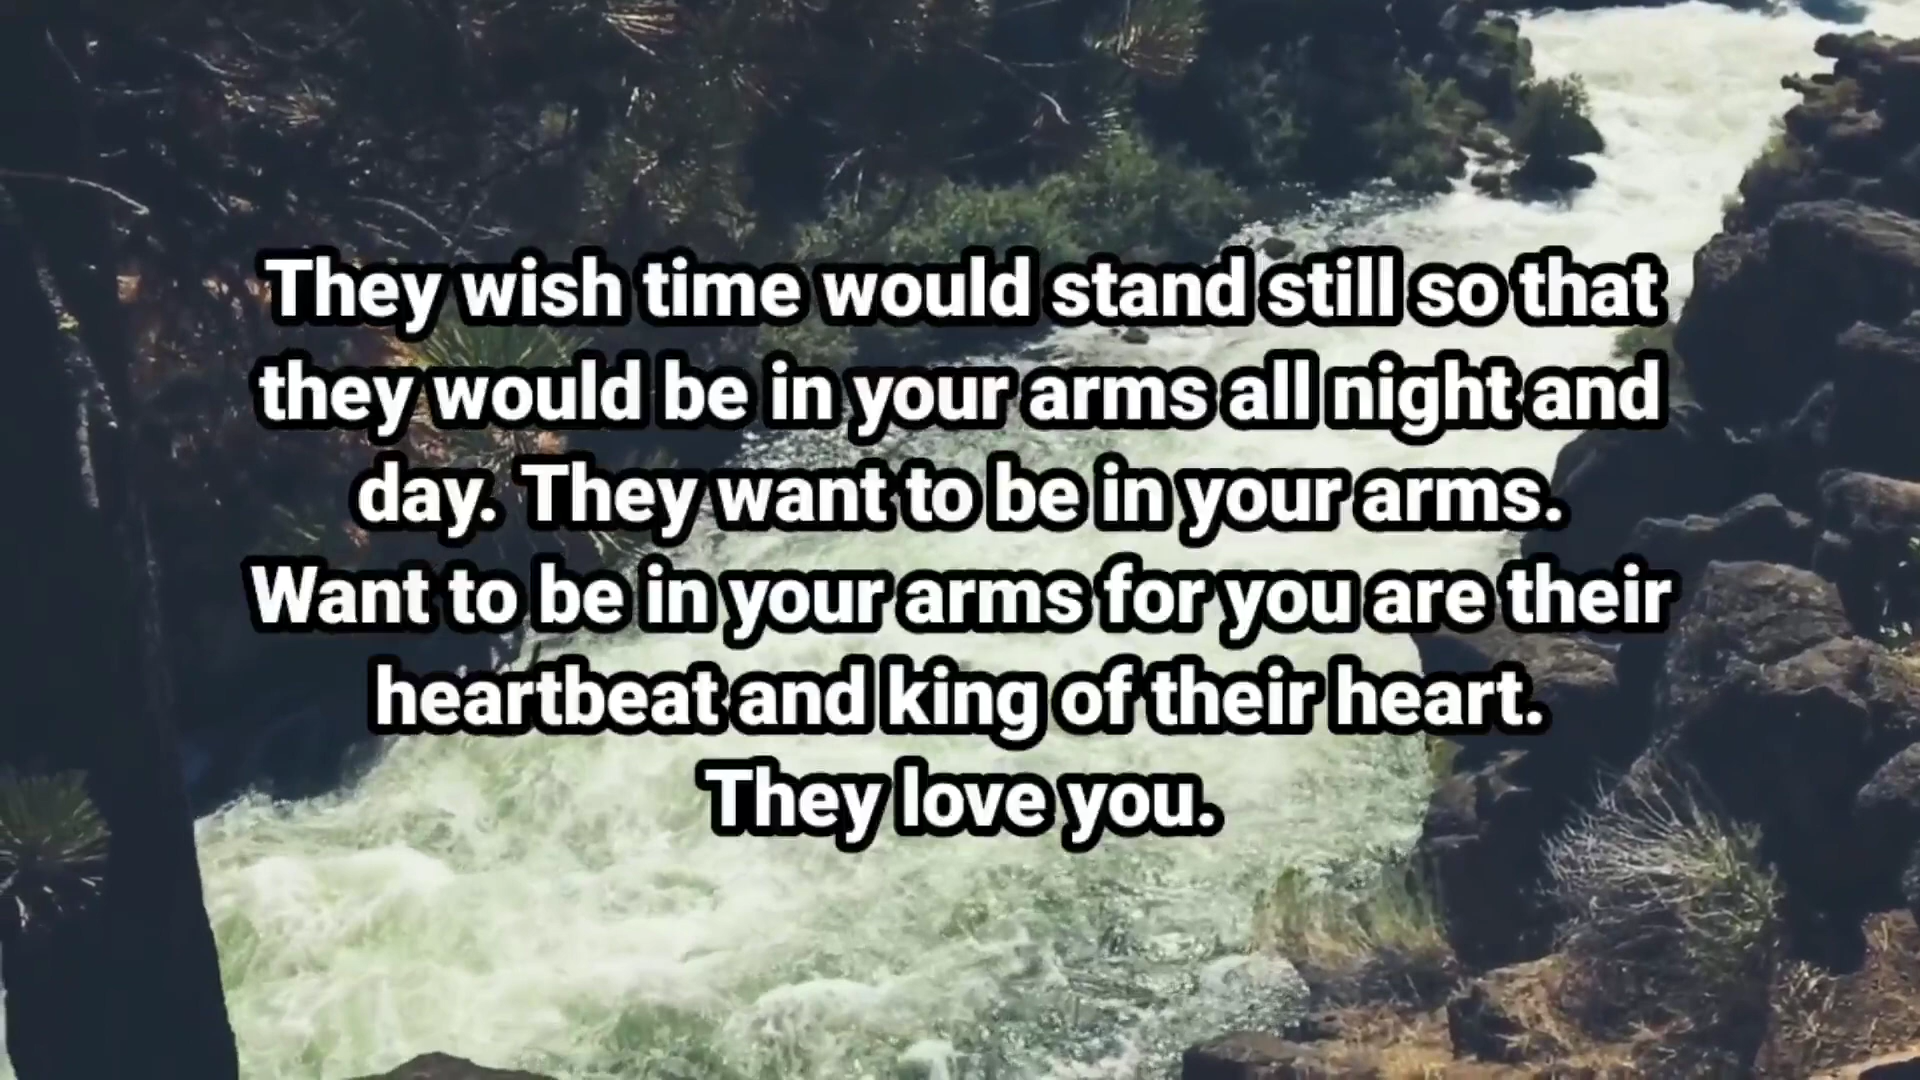 They wish time would stand still so that
they would be in your arms all night and
day. They want to be in your arms.
Want to be in your arms for you are their
heartbeat and king of their heart.
They love you.